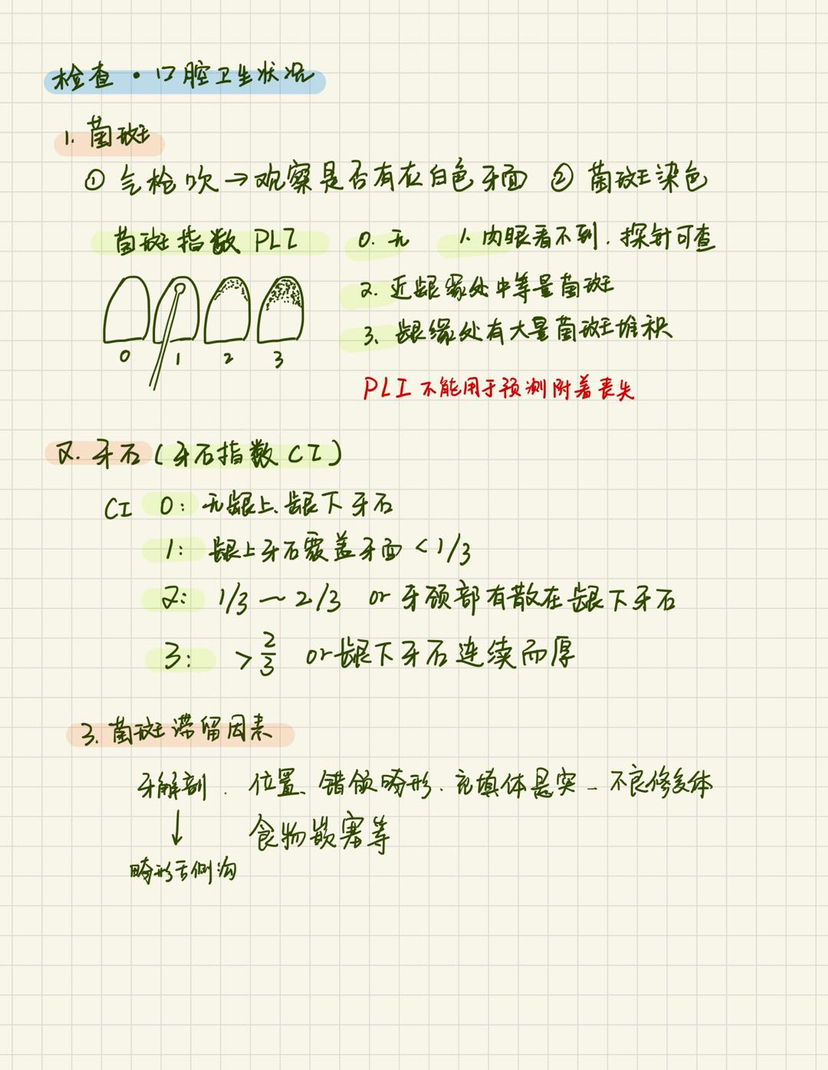 检查·口腔卫生状况
1. 菌斑
① 气枪吹→观察是否有在白色牙面 ② 菌斑染色
菌斑指数 PLI 0. 无 1. 肉眼看不到、探针可查
2. 近龈缘处中等量菌斑
3. 龈缘处有大量菌斑堆积
0 1 2 3
PLI 不能用于预测附着丧失
2. 牙石(牙石指数 CI)
CI 0: 无龈上、龈下牙石
1: 龈上牙石覆盖牙面 <1/3
2: 1/3~2/3 or 牙颈部有散在龈下牙石
3: >2/3 or 龈下牙石连续而厚
3. 菌斑滞留因素
牙解剖、位置、错𬌗畸形、充填体悬突、不良修复体
↓ 食物嵌塞等
畸形舌侧沟